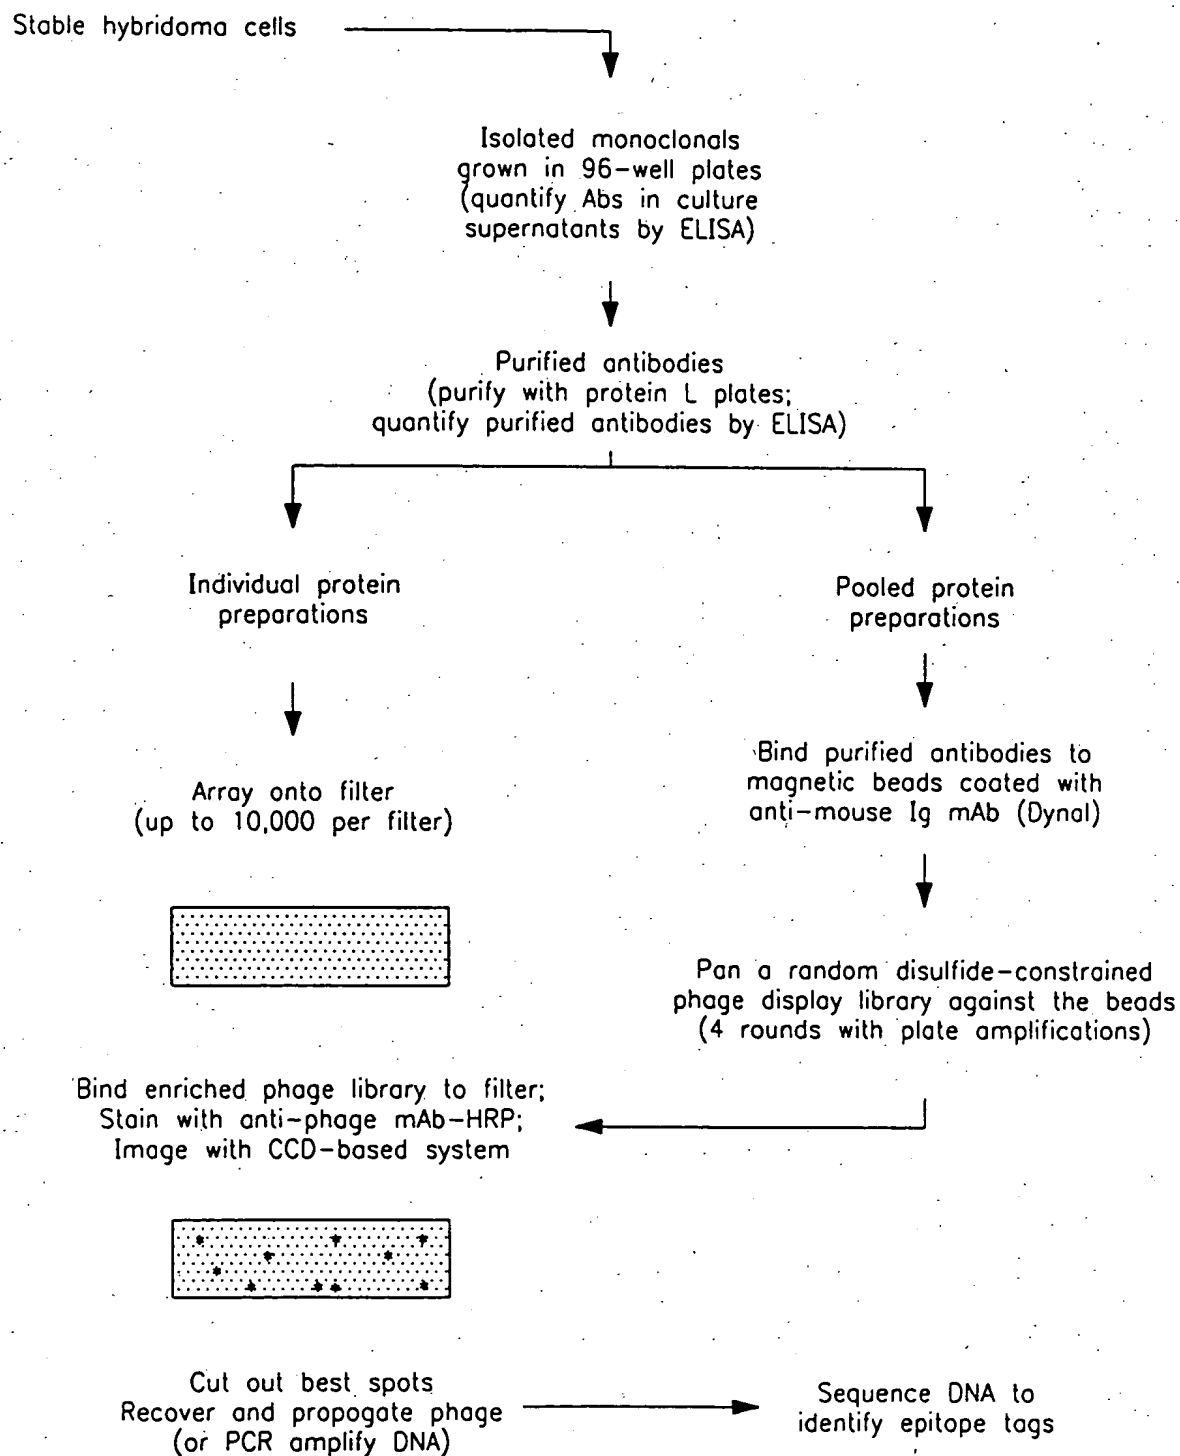 Stable hybridoma cells
Isolated monoclonals
grown in 96-well plates
(quantify Abs in culture
supernatants by ELISA)
Purified antibodies
(purify with protein L plates;
quantify purified antibodies by ELISA)
Individual protein
preparations
Pooled protein
preparations
Array onto filter
(up to 10,000 per filter)
Bind purified antibodies to
magnetic beads coated with
anti-mouse Ig mAb (Dynal)
Pan a random disulfide-constrained
phage display library against the beads
(4 rounds with plate amplifications)
Bind enriched phage library to filter;
Stain with anti-phage mAb-HRP;
Image with CCD-based system
Cut out best spots
Recover and propogate phage
(or PCR amplify DNA)
Sequence DNA to
identify epitope tags